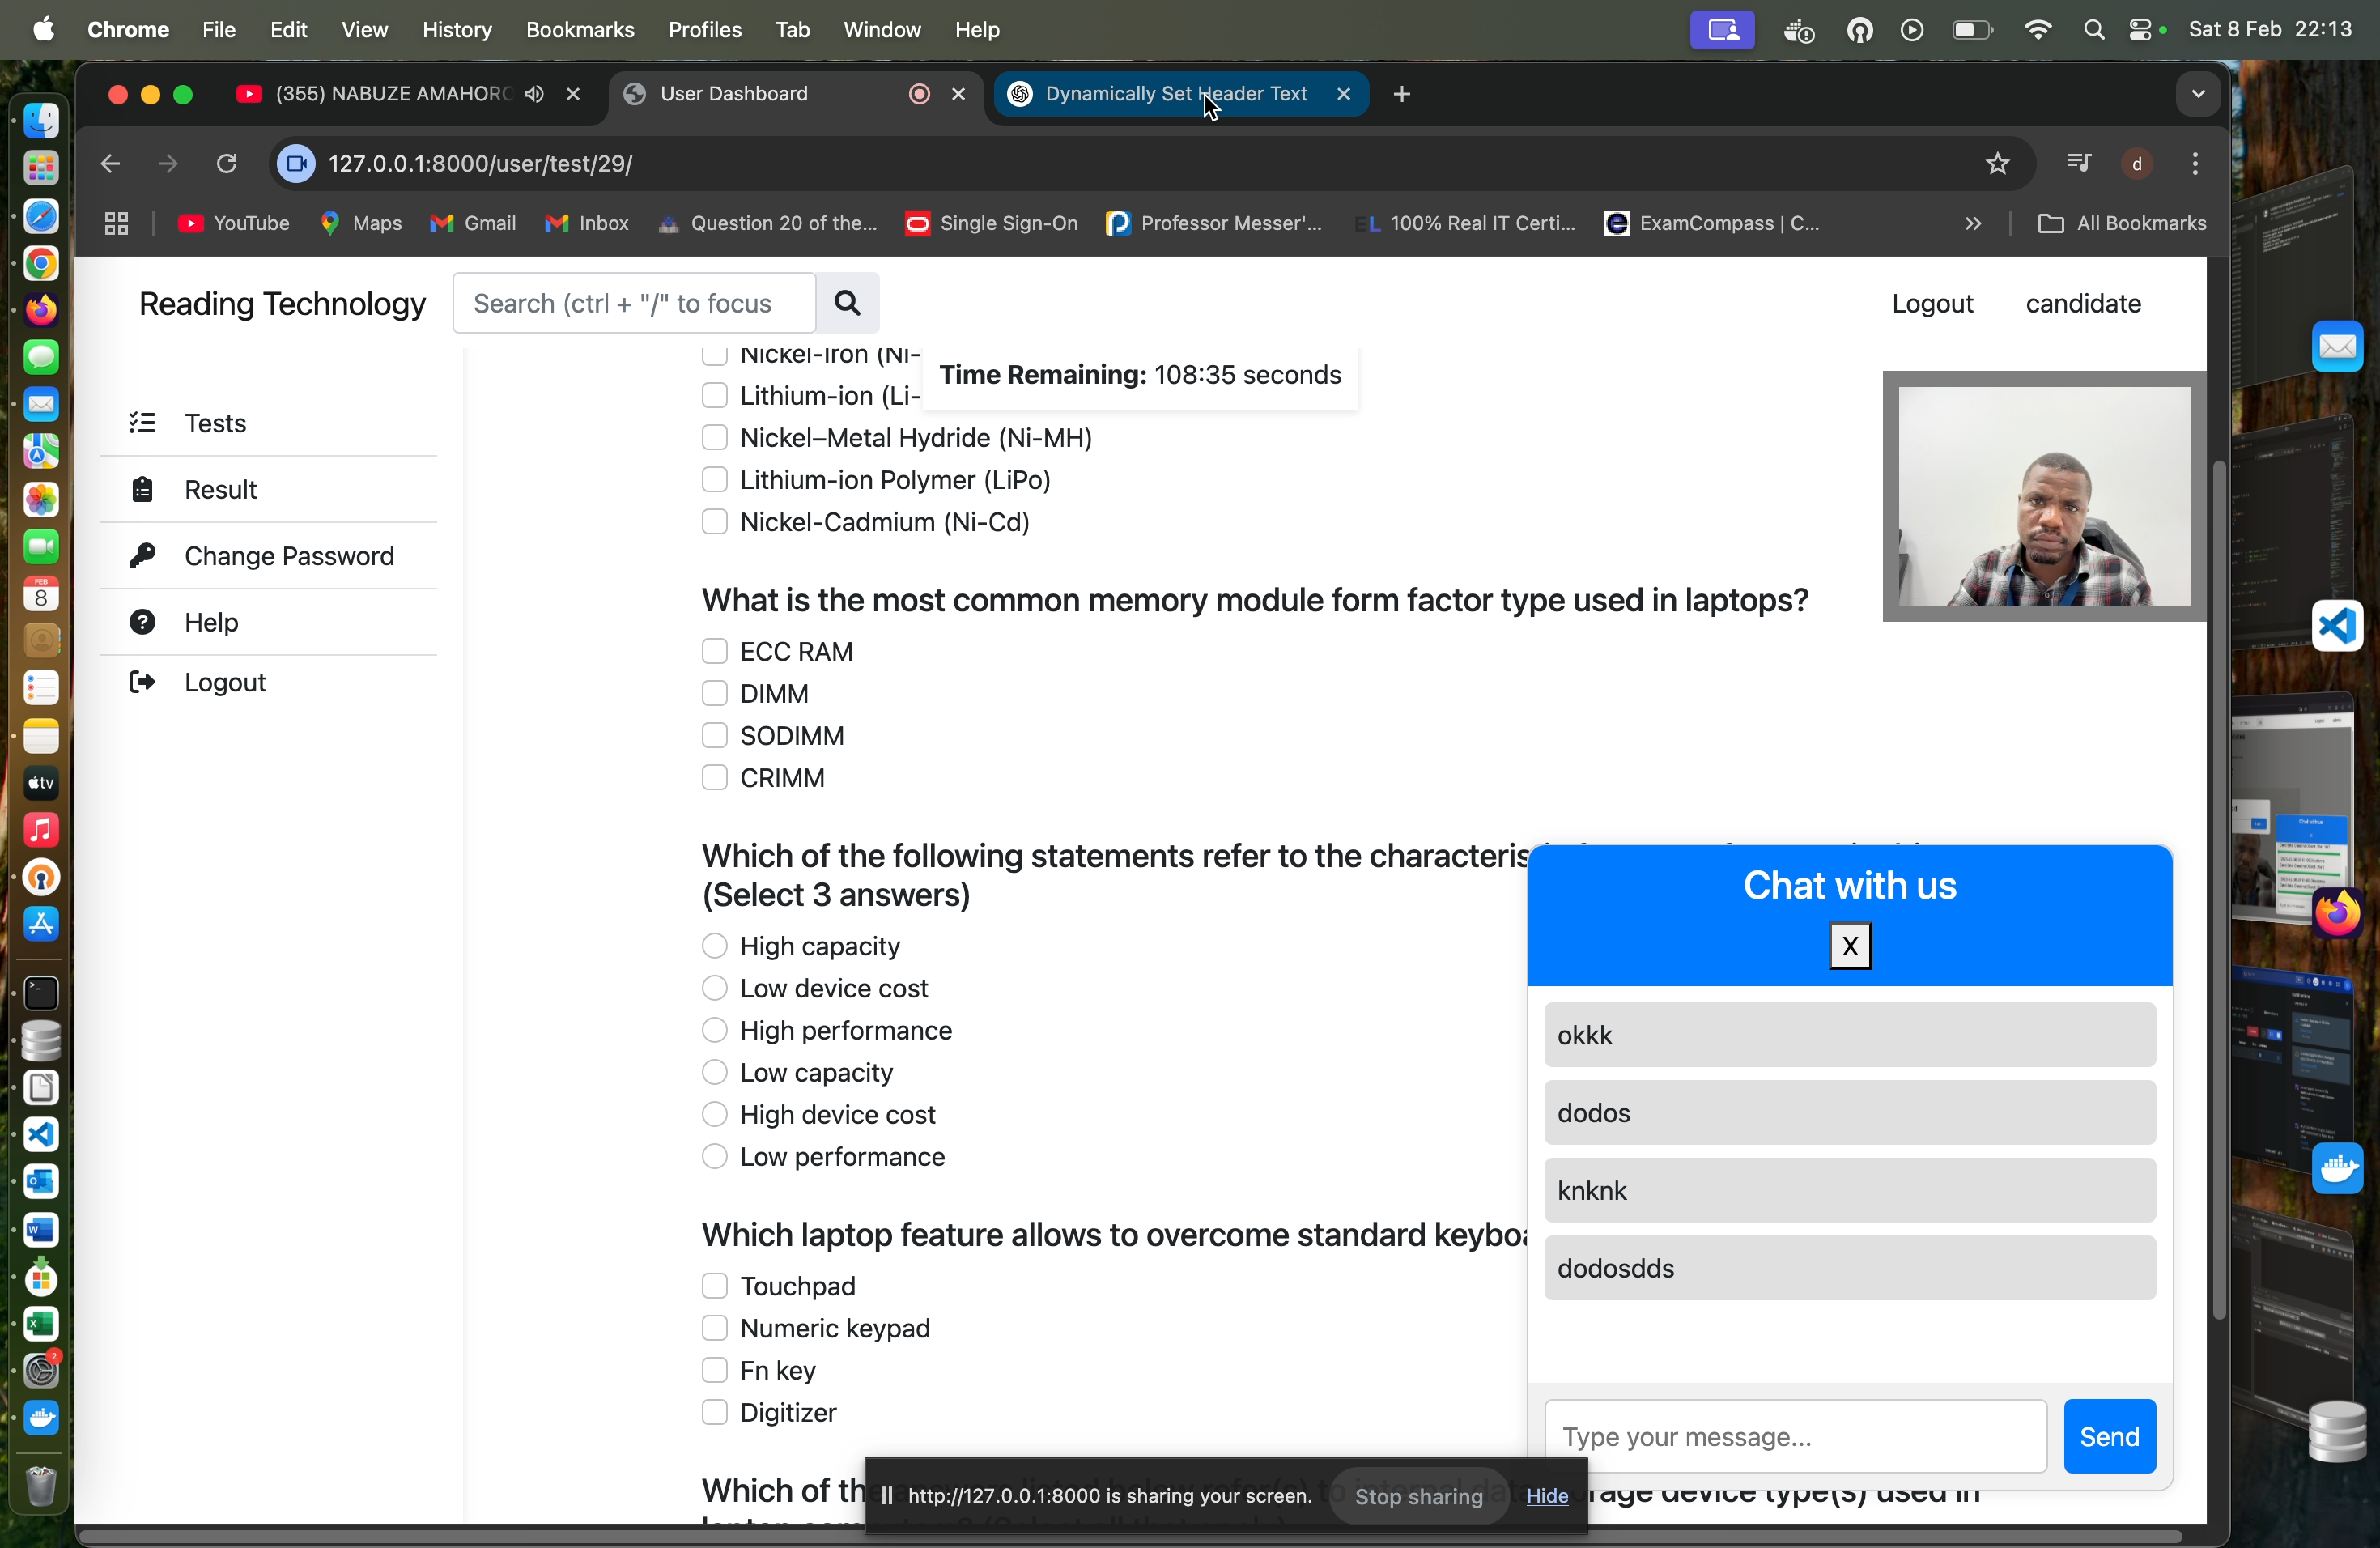 Chrome File Edit View History Bookmarks Profiles Tab Window Help Sat 8 Feb 22:13
(355) NABUZE AMAHORO
User Dashboard
Dynamically Set Header Text
127.0.0.1:8000/user/test/29/
d
YouTube Maps Gmail Inbox Question 20 of the... Single Sign-On Professor Messer'... EL 100% Real IT Certi... ExamCompass | C... » All Bookmarks
Reading Technology
Search (ctrl + "/" to focus
Logout candidate
Tests
Result
Change Password
Help
Logout
Time Remaining: 108:35 seconds
Nickel-Iron (Ni-
Lithium-ion (Li-
Nickel–Metal Hydride (Ni-MH)
Lithium-ion Polymer (LiPo)
Nickel-Cadmium (Ni-Cd)
What is the most common memory module form factor type used in laptops?
ECC RAM
DIMM
SODIMM
CRIMM
Which of the following statements refer to the characteris
(Select 3 answers)
High capacity
Low device cost
High performance
Low capacity
High device cost
Low performance
Which laptop feature allows to overcome standard keyboa
Touchpad
Numeric keypad
Fn key
Digitizer
Which of the
Chat with us
X
okkk
dodos
knknk
dodosdds
Type your message...
Send
http://127.0.0.1:8000 is sharing your screen. Stop sharing Hide
device type(s) used in
FEB
8
tv
2